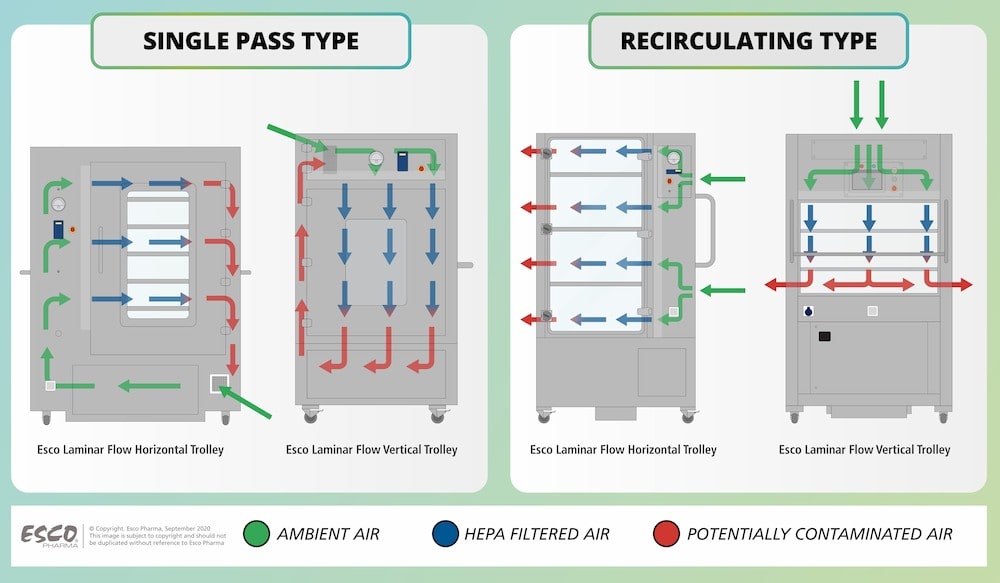 SINGLE PASS TYPE
RECIRCULATING TYPE
Esco Laminar Flow Horizontal Trolley
Esco Laminar Flow Vertical Trolley
Esco Laminar Flow Horizontal Trolley
Esco Laminar Flow Vertical Trolley
ESCO
PHARMA
© Copyright. Esco Pharma, September 2020
This image is subject to copyright and should not
be duplicated without reference to Esco Pharma
AMBIENT AIR
HEPA FILTERED AIR
POTENTIALLY CONTAMINATED AIR